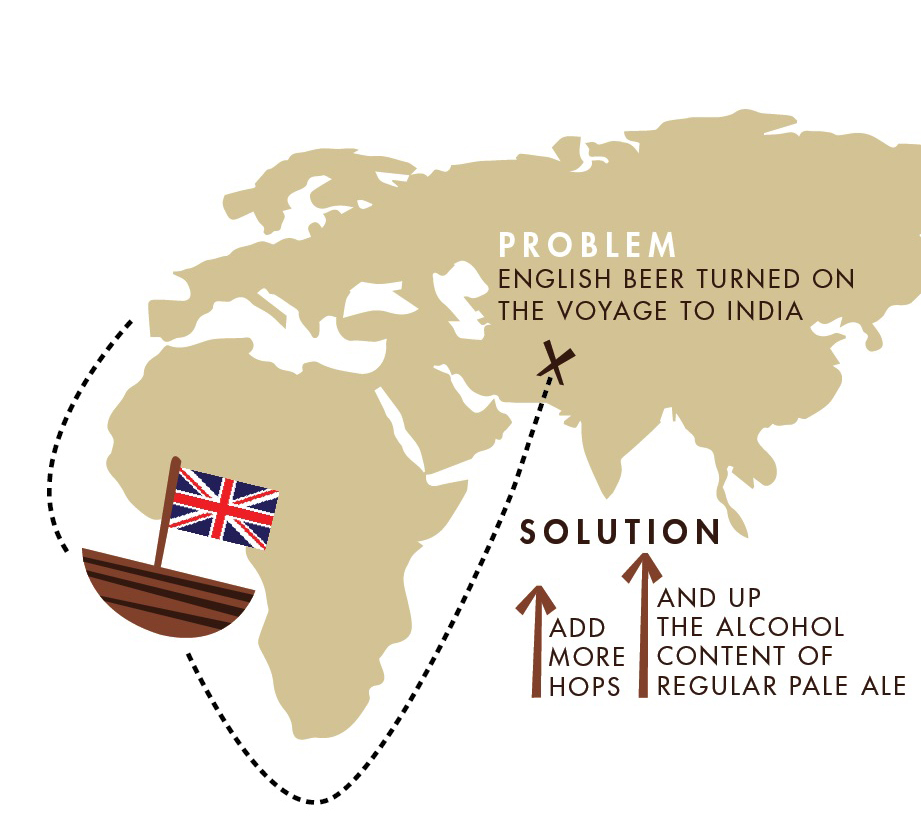 PROBLEM
ENGLISH BEER TURNED ON
THE VOYAGE TO INDIA
SOLUTION
ADD
MORE
HOPS
AND UP
THE ALCOHOL
CONTENT OF
REGULAR PALE ALE